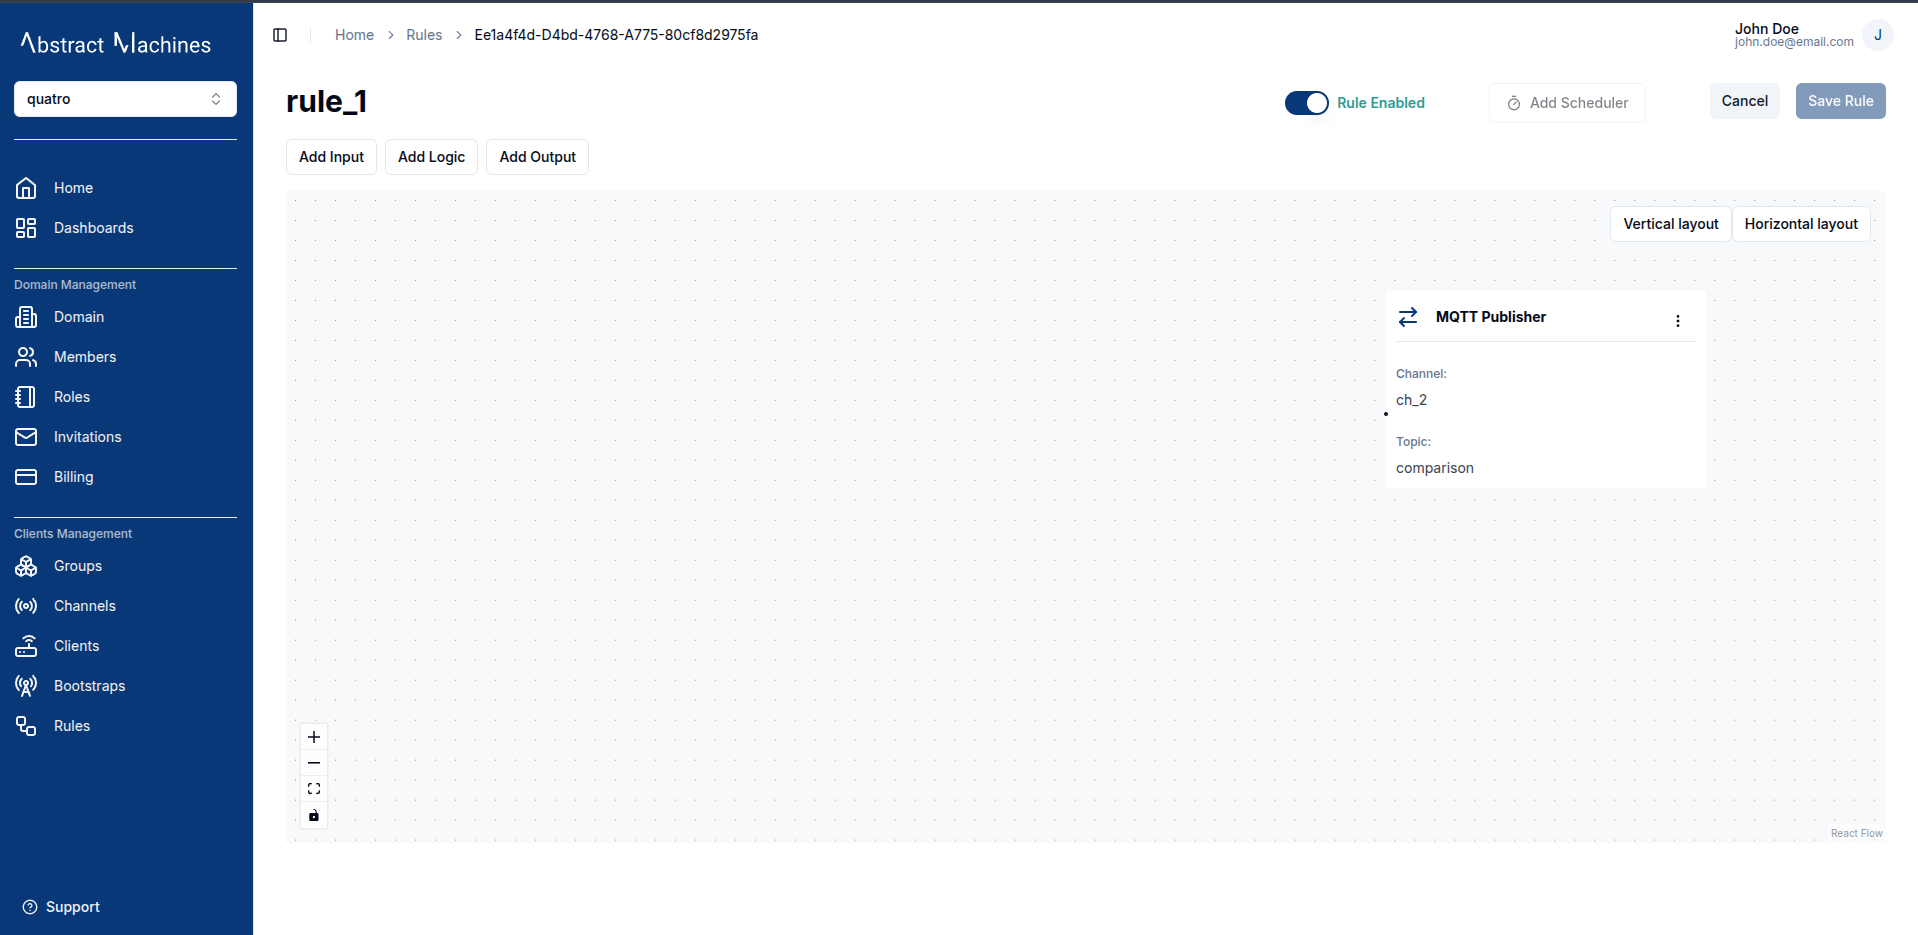 Abstract Machines
quatro
Home
Dashboards
Domain Management
Domain
Members
Roles
Invitations
Billing
Clients Management
Groups
Channels
Clients
Bootstraps
Rules
Support
Home > Rules > Ee1a4f4d-D4bd-4768-A775-80cf8d2975fa
John Doe
john.doe@email.com
J
rule_1
Rule Enabled
Add Scheduler
Cancel
Save Rule
Add Input
Add Logic
Add Output
Vertical layout
Horizontal layout
MQTT Publisher
Channel:
ch_2
Topic:
comparison
React Flow